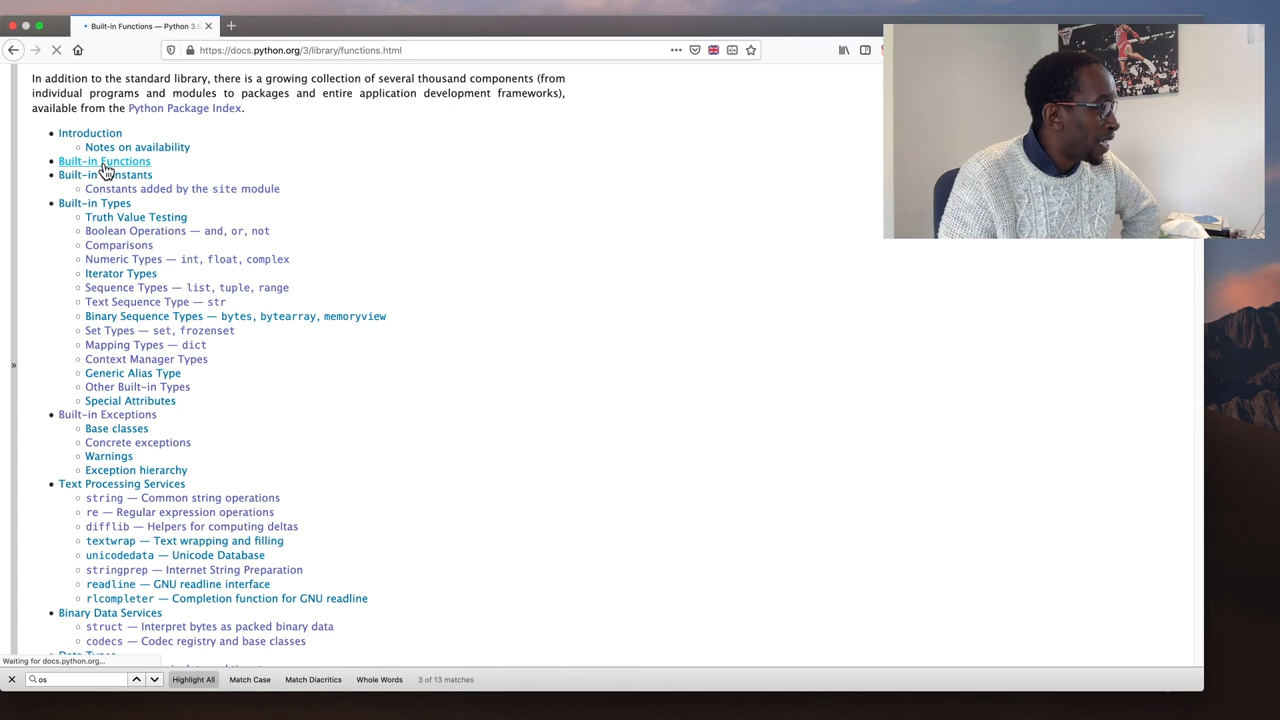 Built-in Functions — Python 3.9
https://docs.python.org/3/library/functions.html
In addition to the standard library, there is a growing collection of several thousand components (from
individual programs and modules to packages and entire application development frameworks),
available from the Python Package Index.
Introduction
Notes on availability
Built-in Functions
Built-in Constants
Constants added by the site module
Built-in Types
Truth Value Testing
Boolean Operations — and, or, not
Comparisons
Numeric Types — int, float, complex
Iterator Types
Sequence Types — list, tuple, range
Text Sequence Type — str
Binary Sequence Types — bytes, bytearray, memoryview
Set Types — set, frozenset
Mapping Types — dict
Context Manager Types
Generic Alias Type
Other Built-in Types
Special Attributes
Built-in Exceptions
Base classes
Concrete exceptions
Warnings
Exception hierarchy
Text Processing Services
string — Common string operations
re — Regular expression operations
difflib — Helpers for computing deltas
textwrap — Text wrapping and filling
unicodedata — Unicode Database
stringprep — Internet String Preparation
readline — GNU readline interface
rlcompleter — Completion function for GNU readline
Binary Data Services
struct — Interpret bytes as packed binary data
codecs — Codec registry and base classes
Data Types
Waiting for docs.python.org...
os Highlight All Match Case Match Diacritics Whole Words 3 of 13 matches